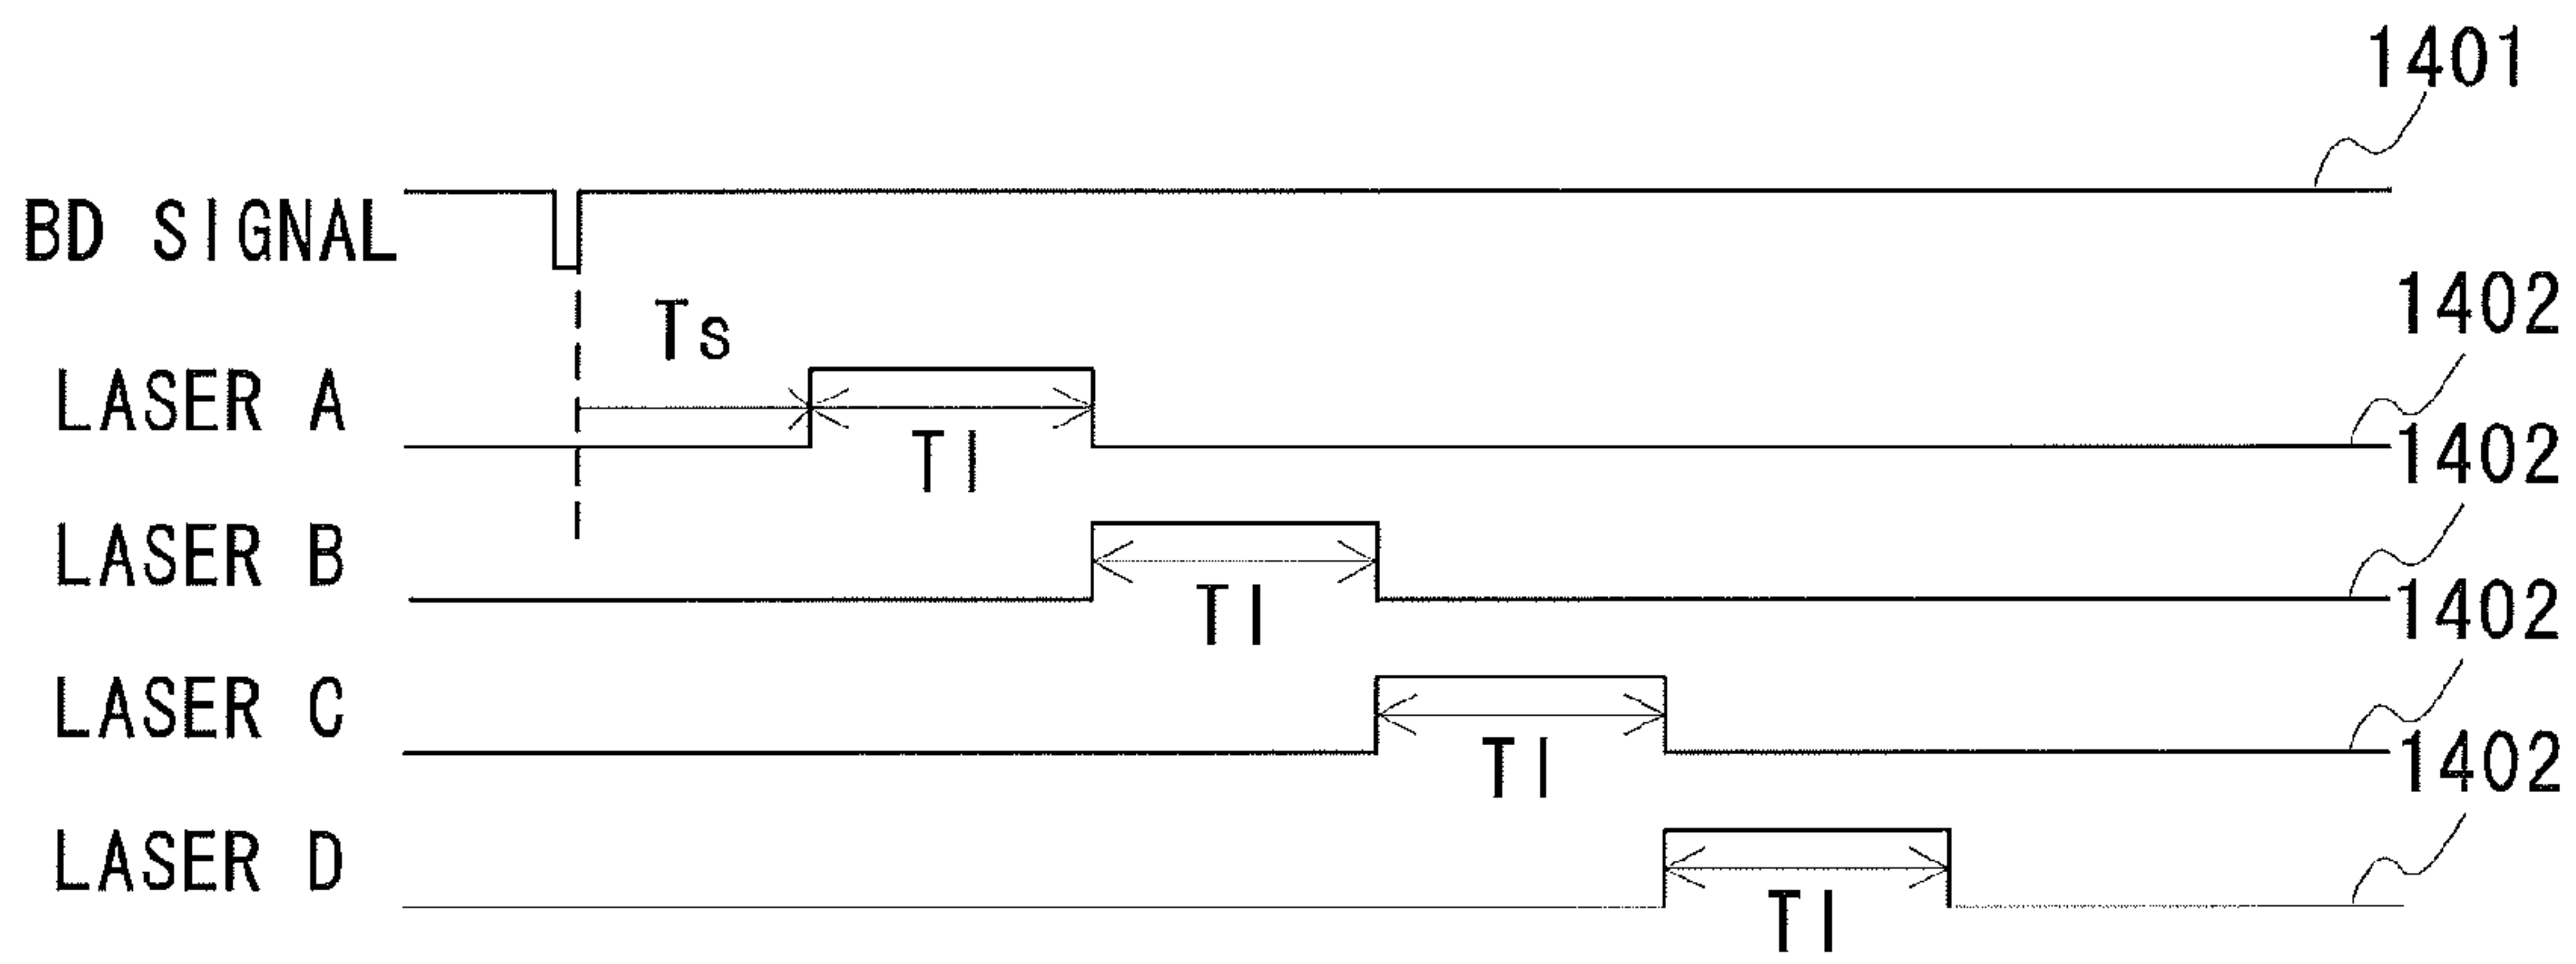 1401
BD SIGNAL
1402
Ts
LASER A
1402
Tl
LASER B
1402
Tl
LASER C
1402
Tl
LASER D
Tl